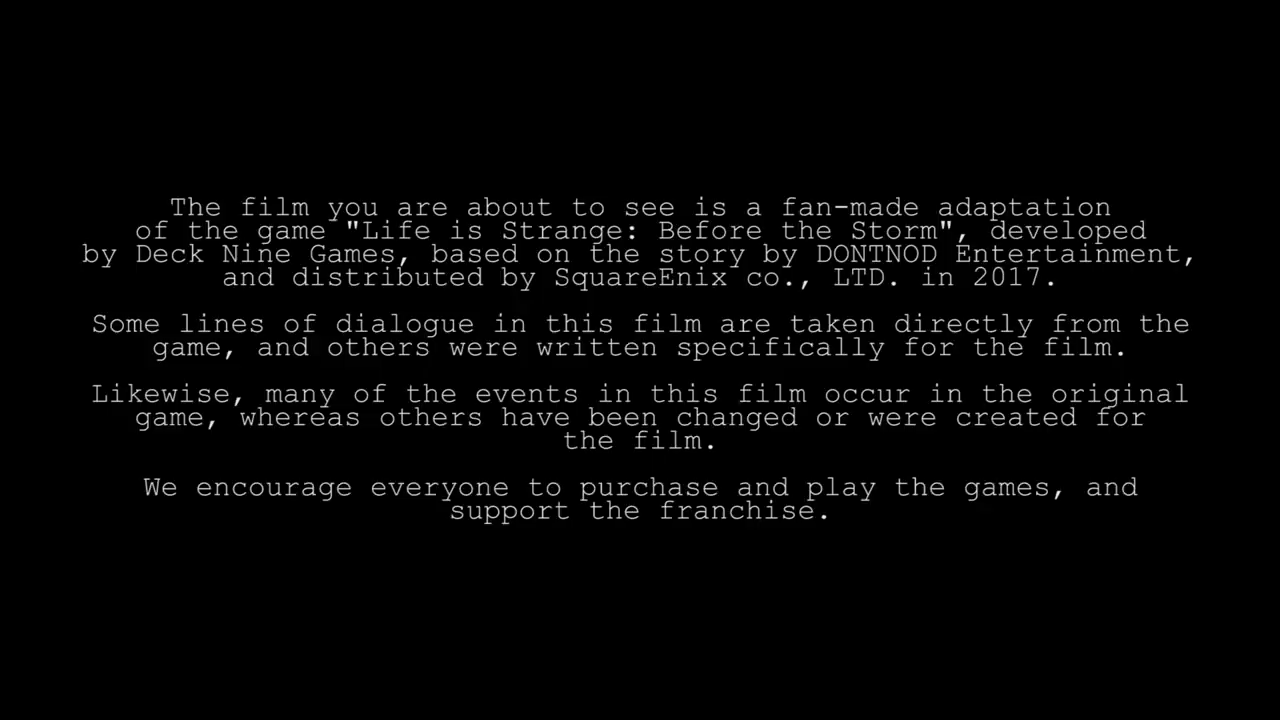 The film you are about to see is a fan-made adaptation
of the game "Life is Strange: Before the Storm", developed
by Deck Nine Games, based on the story by DONTNOD Entertainment,
and distributed by SquareEnix co., LTD. in 2017.
Some lines of dialogue in this film are taken directly from the
game, and others were written specifically for the film.
Likewise, many of the events in this film occur in the original
game, whereas others have been changed or were created for
the film.
We encourage everyone to purchase and play the games, and
support the franchise.